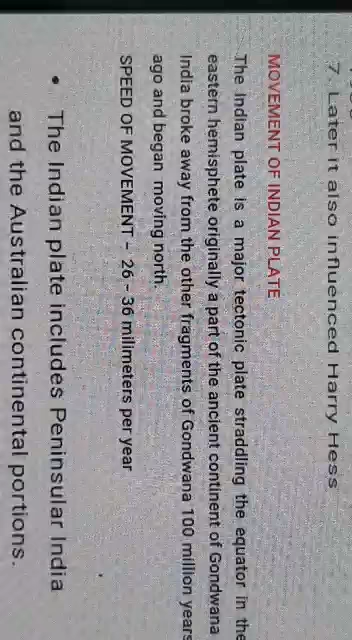 7. Later it also influenced Harry Hess
MOVEMENT OF INDIAN PLATE
The Indian plate is a major tectonic plate straddling the equator in the
eastern hemisphete originally a part of the ancient continent of Gondwana
India broke away from the other fragments of Gondwana 100 million years
ago and began moving north.
SPEED OF MOVEMENT - 26 - 36 milimeters per year
• The Indian plate includes Peninsular India
and the Australian continental portions.